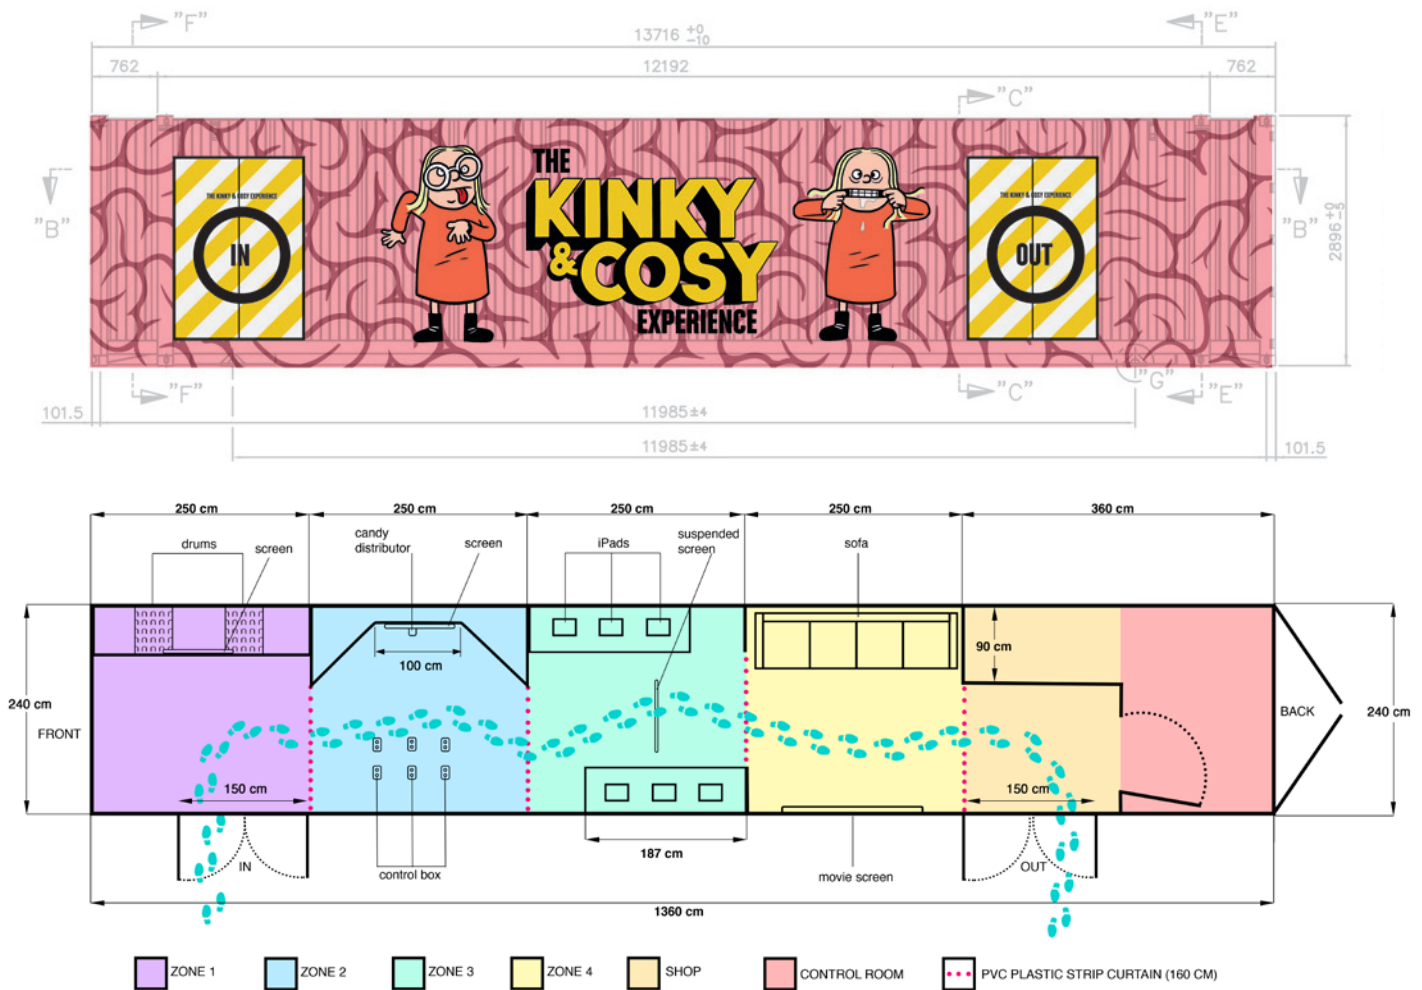 "F"
13716 +0 -10
"E"
762
12192
762
"C"
THE
KINKY
& COSY
EXPERIENCE
THE KINKY & COSY EXPERIENCE
IN
THE KINKY & COSY EXPERIENCE
OUT
"B"
"B"
2896 +0 -5
"F"
"C"
"G"
"E"
101.5
11985±4
11985±4
101.5
250 cm
250 cm
250 cm
250 cm
360 cm
drums
screen
candy
distributor
screen
iPads
suspended
screen
sofa
240 cm
FRONT
100 cm
90 cm
BACK
240 cm
150 cm
150 cm
IN
control box
187 cm
movie screen
OUT
1360 cm
ZONE 1
ZONE 2
ZONE 3
ZONE 4
SHOP
CONTROL ROOM
PVC PLASTIC STRIP CURTAIN (160 CM)